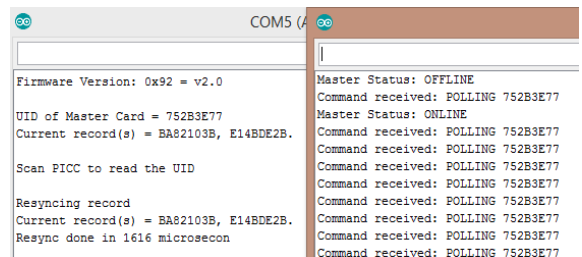 COM5 (
Firmware Version: 0x92 = v2.0
UID of Master Card = 752B3E77
Current record(s) = BA82103B, E14BDE2B.
Scan PICC to read the UID
Resyncing record
Current record(s) = BA82103B, E14BDE2B.
Resync done in 1616 microsecon
Master Status: OFFLINE
Command received: POLLING 752B3E77
Master Status: ONLINE
Command received: POLLING 752B3E77
Command received: POLLING 752B3E77
Command received: POLLING 752B3E77
Command received: POLLING 752B3E77
Command received: POLLING 752B3E77
Command received: POLLING 752B3E77
Command received: POLLING 752B3E77
Command received: POLLING 752B3E77